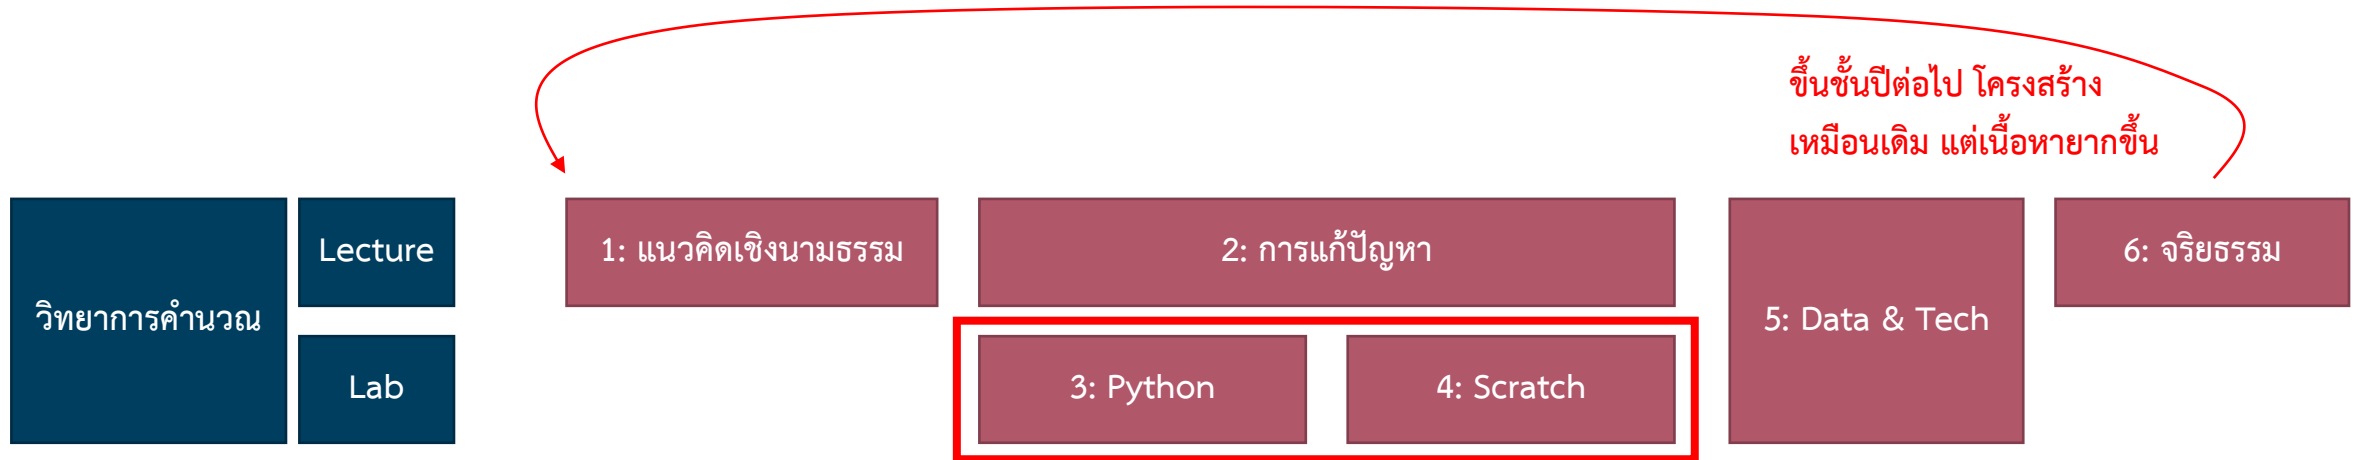 ขึ้นชั้นปีต่อไป โครงสร้าง
เหมือนเดิม แต่เนื้อหายากขึ้น
วิทยาการคำนวณ
Lecture
Lab
1: แนวคิดเชิงนามธรรม
2: การแก้ปัญหา
3: Python
4: Scratch
5: Data & Tech
6: จริยธรรม